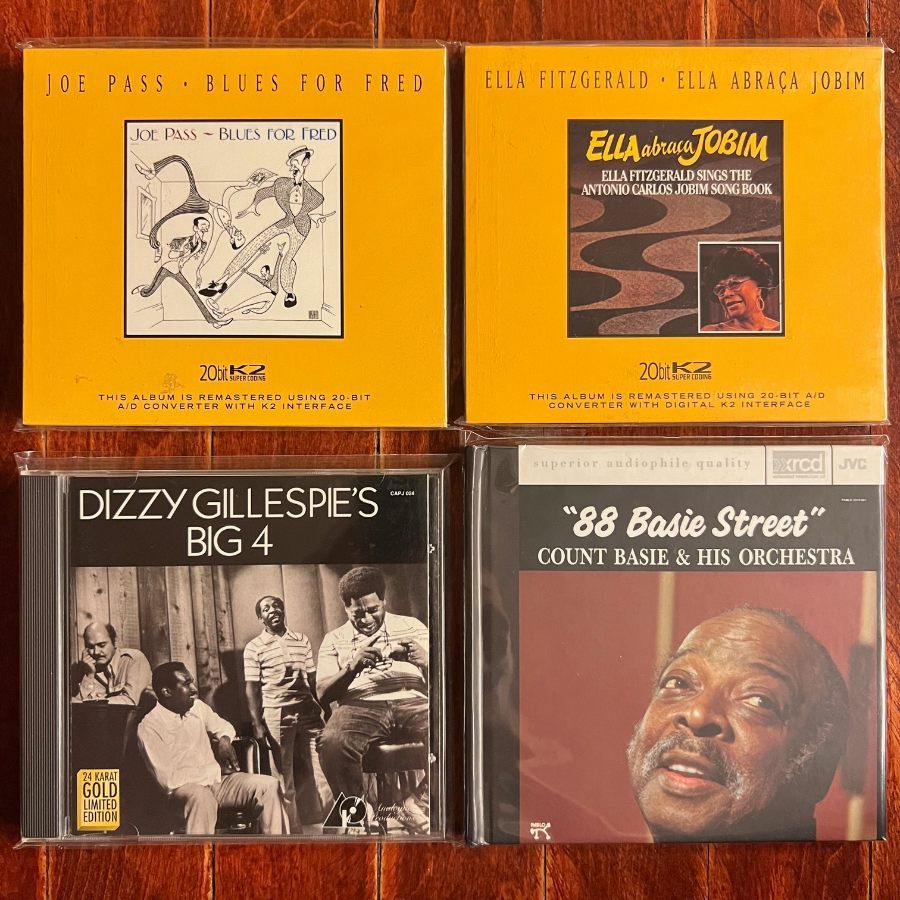 JOE PASS · BLUES FOR FRED
JOE PASS ~ BLUES FOR FRED
20bit K2
SUPER CODING
THIS ALBUM IS REMASTERED USING 20-BIT
A/D CONVERTER WITH K2 INTERFACE
ELLA FITZGERALD · ELLA ABRAÇA JOBIM
ELLA abraça JOBIM
ELLA FITZGERALD SINGS THE
ANTONIO CARLOS JOBIM SONG BOOK
20bit K2
SUPER CODING
THIS ALBUM IS REMASTERED USING 20-BIT A/D
CONVERTER WITH DIGITAL K2 INTERFACE
DIZZY GILLESPIE'S
CAPJ 034
BIG 4
24 KARAT
GOLD
LIMITED
EDITION
Analogue
Productions
superior audiophile quality
xrcd
JVC
"88 Basie Street"
COUNT BASIE & HIS ORCHESTRA
PABLO